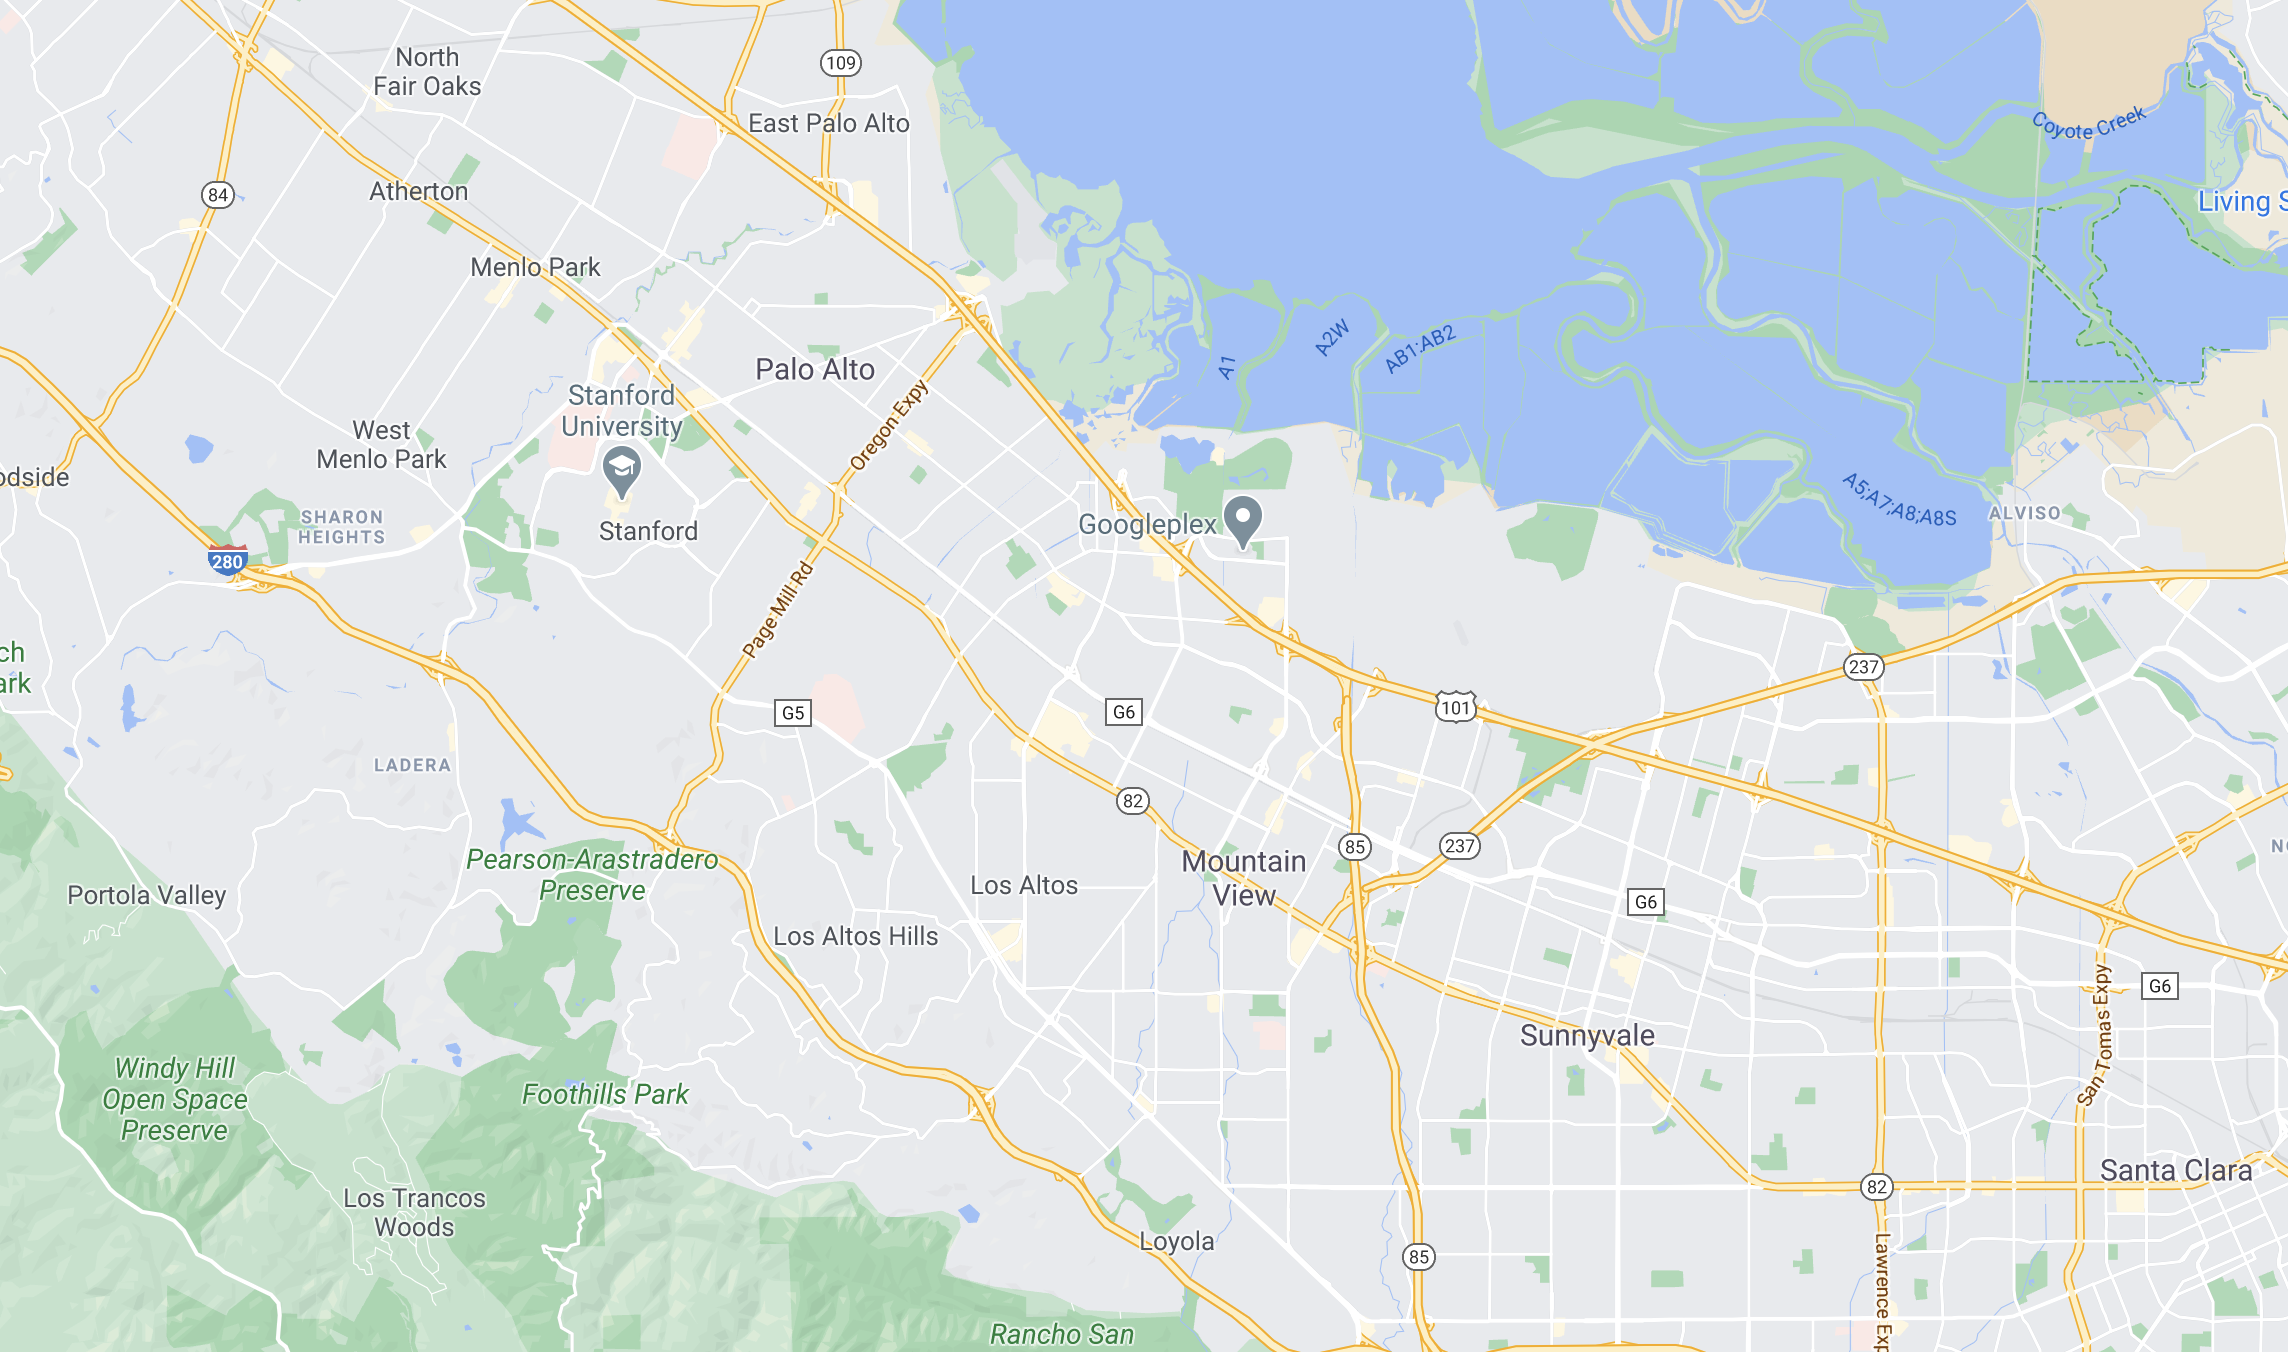 North
Fair Oaks
109
East Palo Alto
Coyote Creek
84
Atherton
Living S
Menlo Park
A1
A2W
AB1;AB2
Palo Alto
Stanford
University
Oregon Expy
West
Menlo Park
odside
A5;A7;A8;A8S
ALVISO
SHARON
HEIGHTS
Stanford
Googleplex
280
Page Mill Rd
ch
ark
237
G5
G6
101
LADERA
82
85
237
Pearson-Arastradero
Preserve
Mountain
View
N
Portola Valley
Los Altos
G6
Los Altos Hills
San Tomas Expy
G6
Sunnyvale
Windy Hill
Open Space
Preserve
Foothills Park
Santa Clara
82
Los Trancos
Woods
Loyola
85
Lawrence Exp
Rancho San